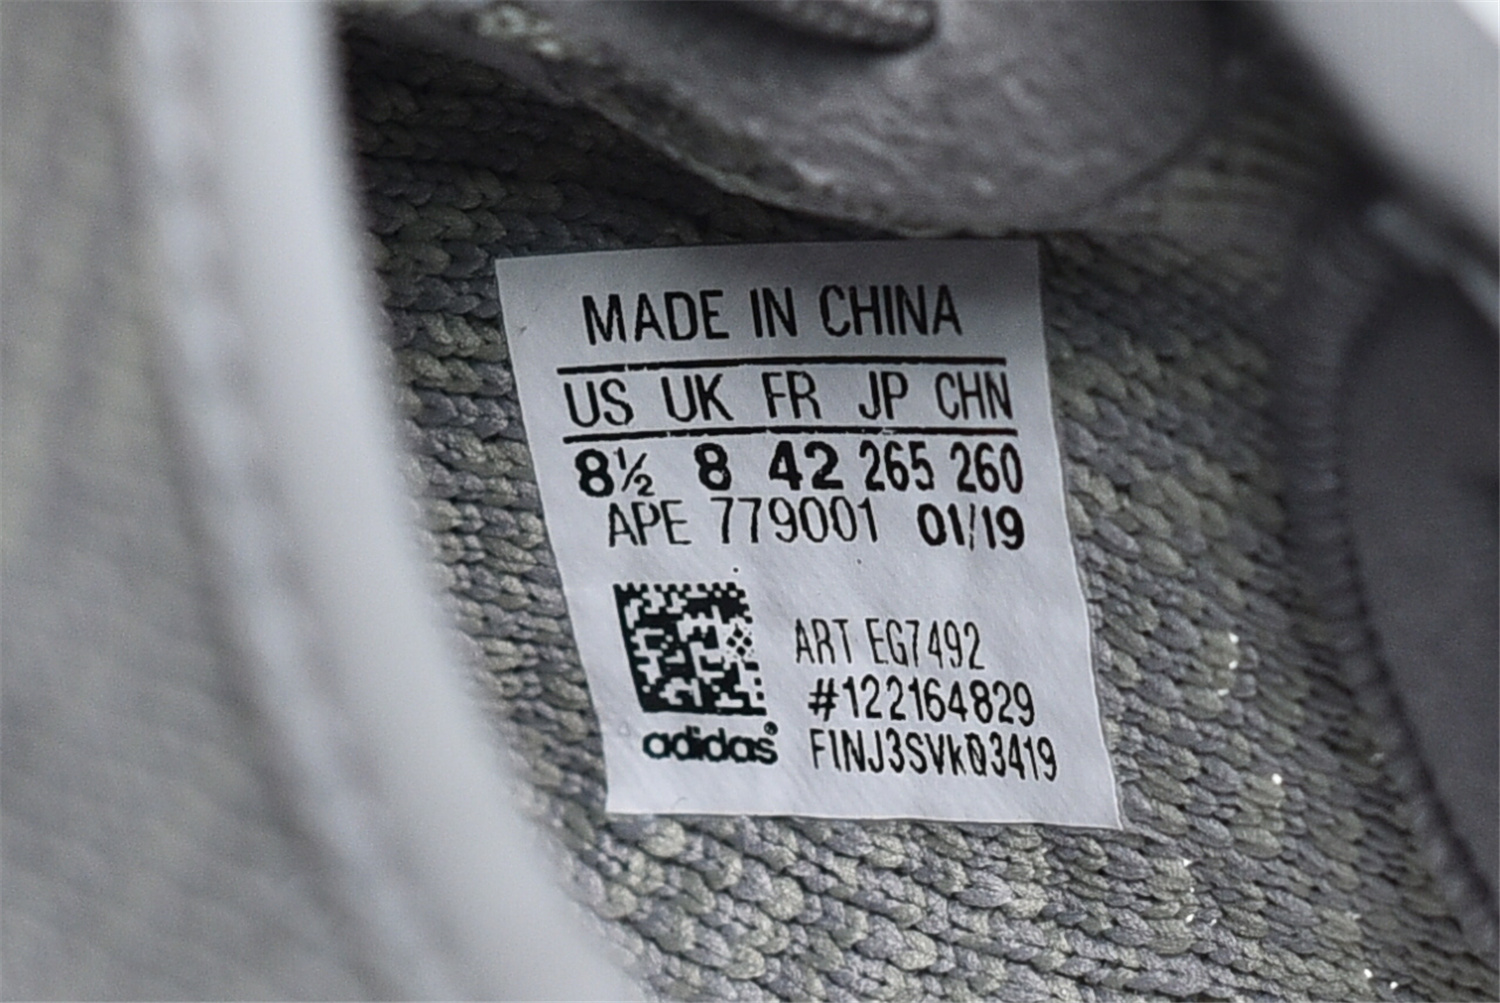 MADE IN CHINA
US UK FR JP CHN
8½ 8 42 265 260
APE 779001 01/19
ART EG7492
#122164829
adidas®
FINJ3SVkØ3419